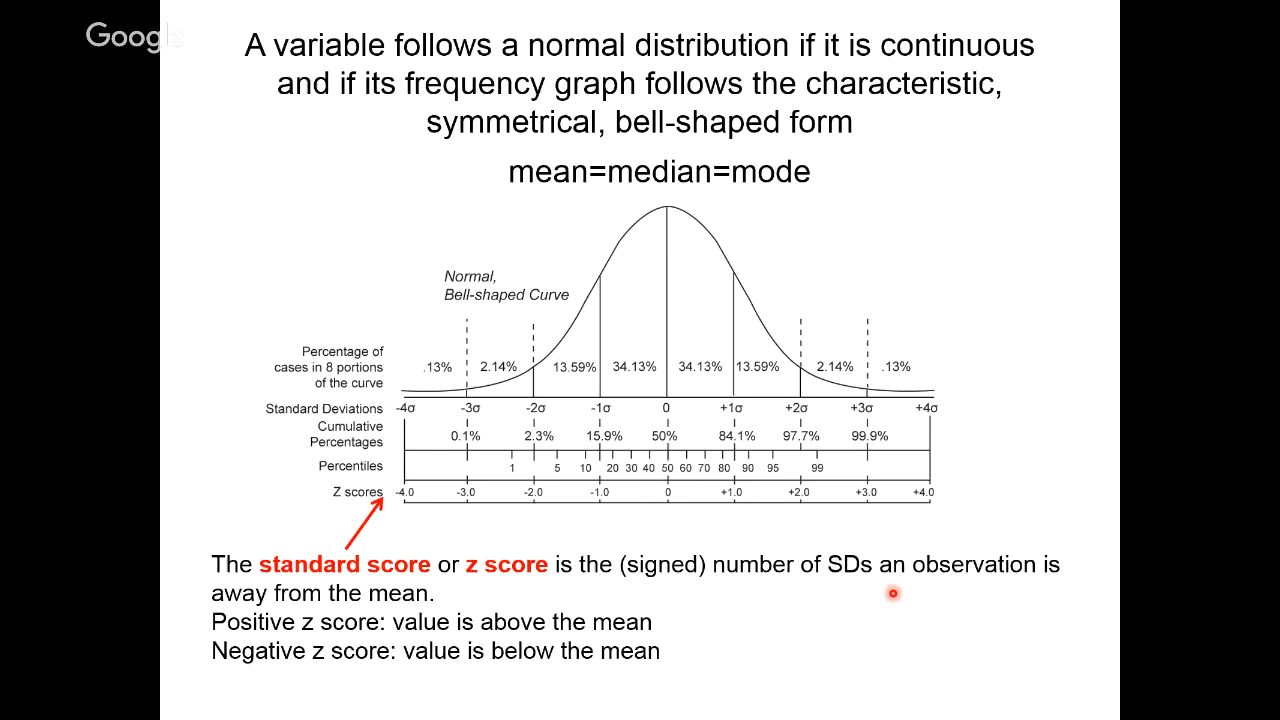 Google
A variable follows a normal distribution if it is continuous
and if its frequency graph follows the characteristic,
symmetrical, bell-shaped form
mean=median=mode
Normal,
Bell-shaped Curve
Percentage of
cases in 8 portions
of the curve
.13% 2.14% 13.59% 34.13% 34.13% 13.59% 2.14% .13%
Standard Deviations -4σ -3σ -2σ -1σ 0 +1σ +2σ +3σ +4σ
Cumulative
Percentages 0.1% 2.3% 15.9% 50% 84.1% 97.7% 99.9%
Percentiles 1 5 10 20 30 40 50 60 70 80 90 95 99
Z scores -4.0 -3.0 -2.0 -1.0 0 +1.0 +2.0 +3.0 +4.0
The standard score or z score is the (signed) number of SDs an observation is
away from the mean.
Positive z score: value is above the mean
Negative z score: value is below the mean